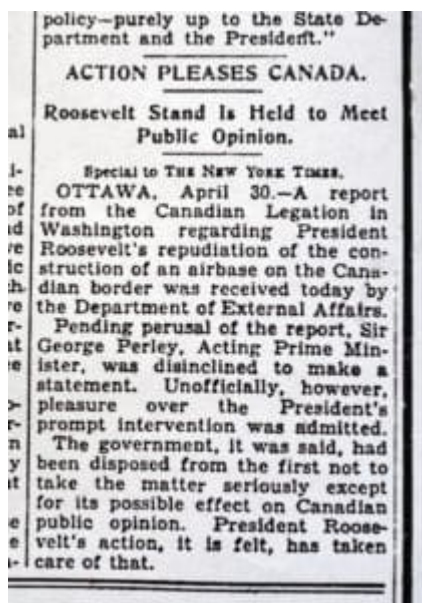 policy—purely up to the State De-
partment and the President."
ACTION PLEASES CANADA.
Roosevelt Stand Is Held to Meet
Public Opinion.
Special to THE NEW YORK TIMES.
OTTAWA, April 30.—A report
from the Canadian Legation in
Washington regarding President
Roosevelt's repudiation of the con-
struction of an airbase on the Cana-
dian border was received today by
the Department of External Affairs.
Pending perusal of the report, Sir
George Perley, Acting Prime Min-
ister, was disinclined to make a
statement. Unofficially, however,
pleasure over the President's
prompt intervention was admitted.
The government, it was said, had
been disposed from the first not to
take the matter seriously except
for its possible effect on Canadian
public opinion. President Roose-
velt's action, it is felt, has taken
care of that.